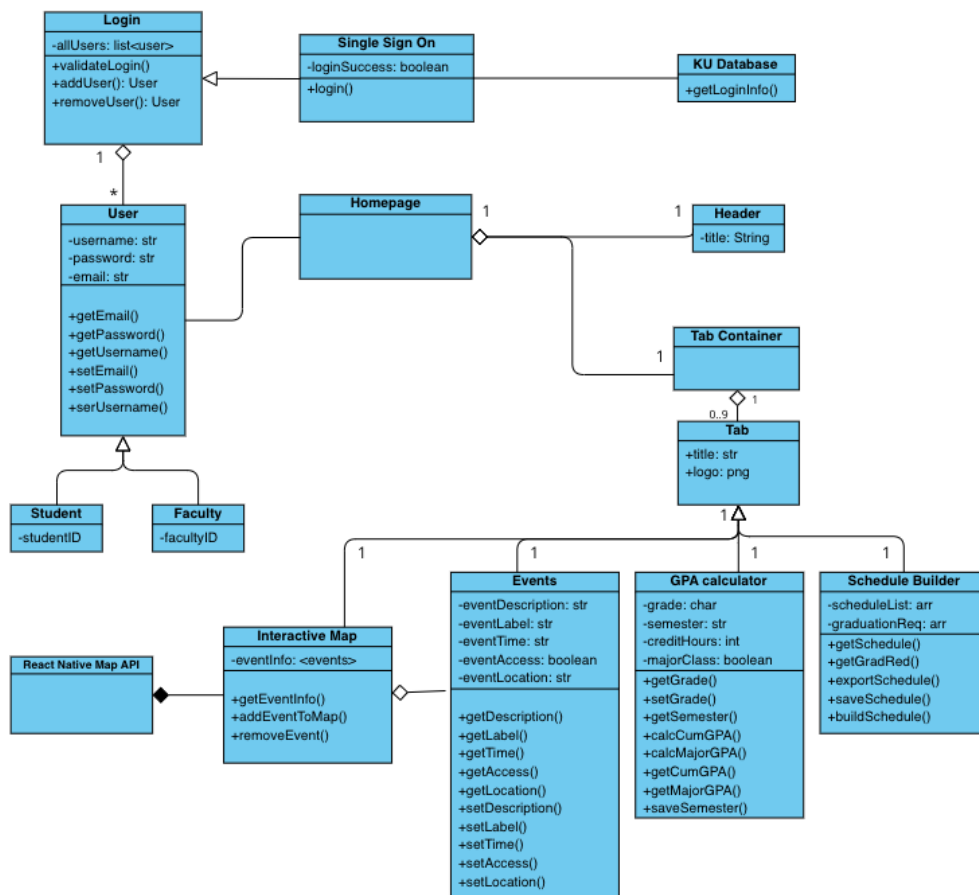 Login
-allUsers: list<user>
+validateLogin()
+addUser(): User
+removeUser(): User
Single Sign On
-loginSuccess: boolean
+login()
KU Database
+getLoginInfo()
1
*
User
-username: str
-password: str
-email: str
+getEmail()
+getPassword()
+getUsername()
+setEmail()
+setPassword()
+serUsername()
Homepage
1
1
Header
-title: String
1
Tab Container
1
0..9
Tab
+title: str
+logo: png
Student
-studentID
Faculty
-facultyID
1
1
1
1
1
React Native Map API
Interactive Map
-eventInfo: <events>
+getEventInfo()
+addEventToMap()
+removeEvent()
Events
-eventDescription: str
-eventLabel: str
-eventTime: str
-eventAccess: boolean
-eventLocation: str
+getDescription()
+getLabel()
+getTime()
+getAccess()
+getLocation()
+setDescription()
+setLabel()
+setTime()
+setAccess()
+setLocation()
GPA calculator
-grade: char
-semester: str
-creditHours: int
-majorClass: boolean
+getGrade()
+setGrade()
+getSemester()
+calcCumGPA()
+calcMajorGPA()
+getCumGPA()
+getMajorGPA()
+saveSemester()
Schedule Builder
-scheduleList: arr
-graduationReq: arr
+getSchedule()
+getGradRed()
+exportSchedule()
+saveSchedule()
+buildSchedule()